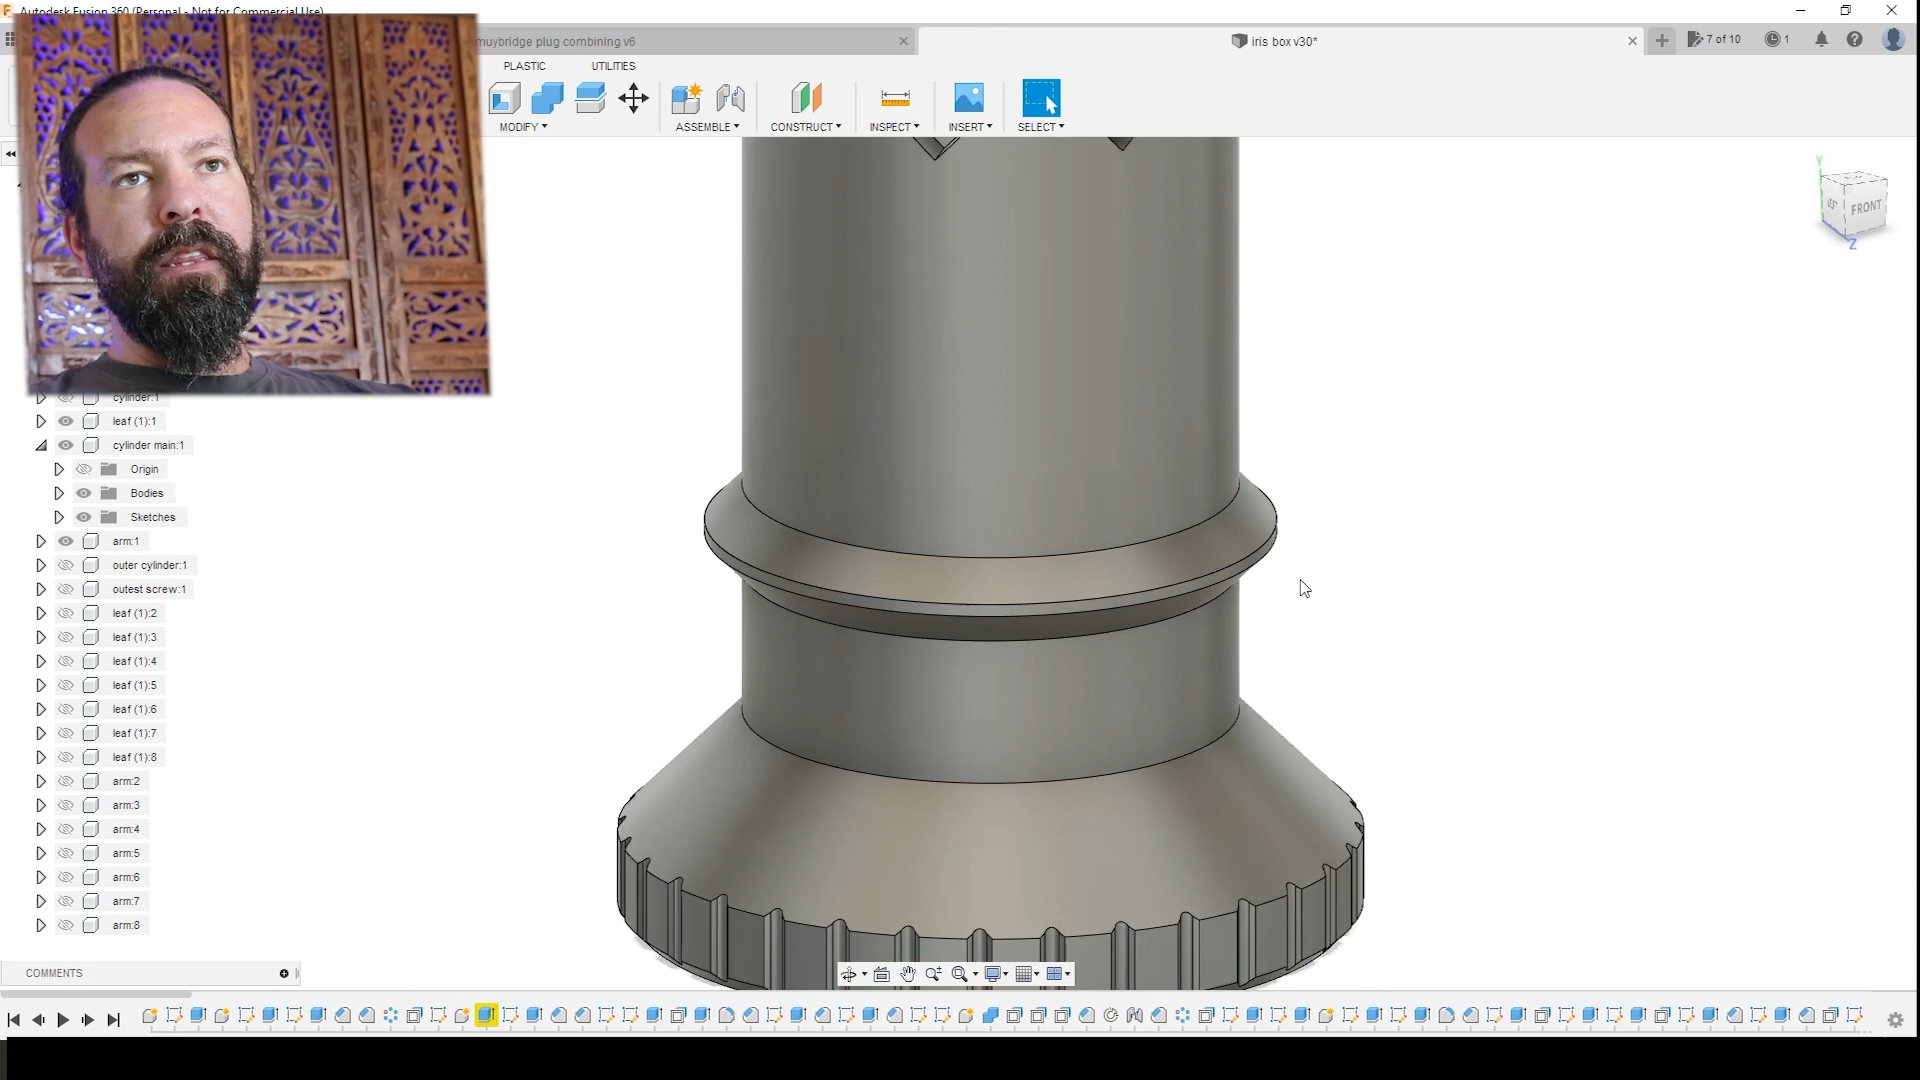 Autodesk Fusion 360 (Personal - Not for Commercial Use)
muybridge plug combining v6
iris box v30*
7 of 10
1
PLASTIC
UTILITIES
MODIFY
ASSEMBLE
CONSTRUCT
INSPECT
INSERT
SELECT
Y
LEFT
FRONT
Z
cylinder:1
leaf (1):1
cylinder main:1
Origin
Bodies
Sketches
arm:1
outer cylinder:1
outest screw:1
leaf (1):2
leaf (1):3
leaf (1):4
leaf (1):5
leaf (1):6
leaf (1):7
leaf (1):8
arm:2
arm:3
arm:4
arm:5
arm:6
arm:7
arm:8
COMMENTS